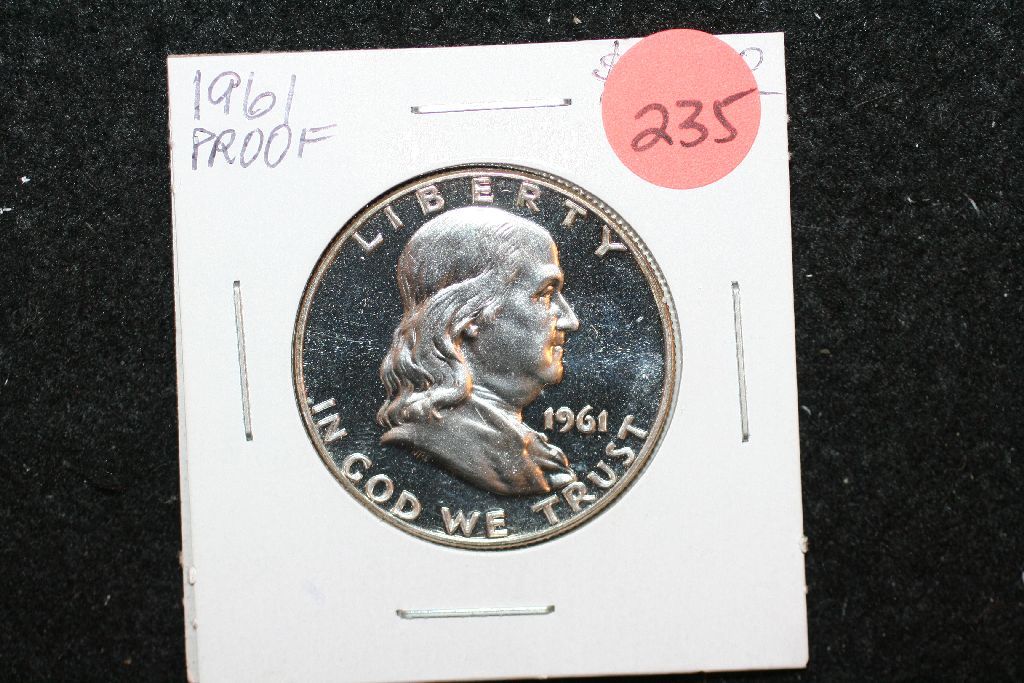 1961
PROOF
235
LIBERTY
1961
IN GOD WE TRUST